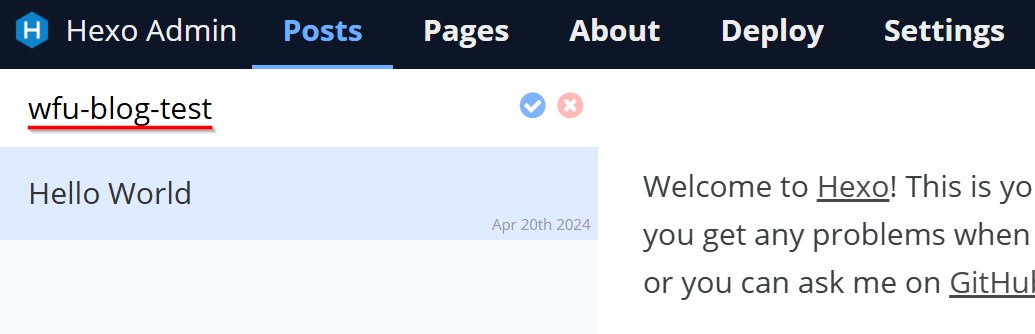 H Hexo Admin Posts Pages About Deploy Settings
wfu-blog-test
Hello World
Apr 20th 2024
Welcome to Hexo! This is yo
you get any problems when
or you can ask me on GitHub